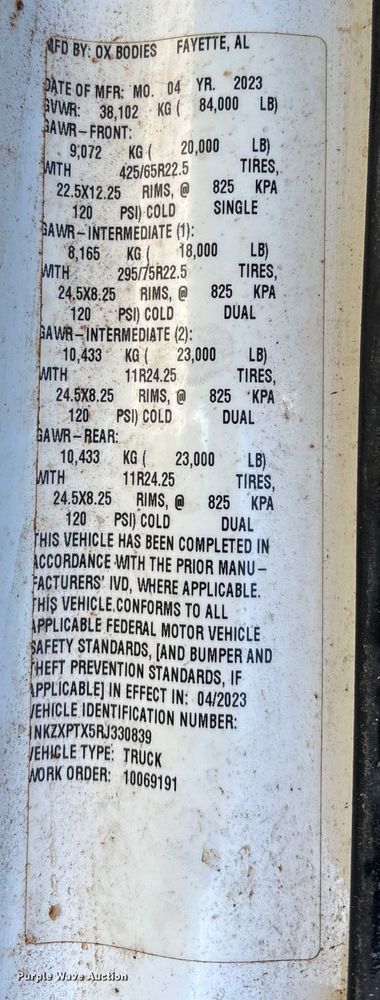 MFD BY: OX BODIES FAYETTE, AL
DATE OF MFR: MO. 04 YR. 2023
GVWR: 38,102 KG ( 84,000 LB)
GAWR-FRONT:
9,072 KG ( 20,000 LB)
WITH 425/65R22.5 TIRES,
22.5X12.25 RIMS, @ 825 KPA
120 PSI) COLD SINGLE
GAWR-INTERMEDIATE (1):
8,165 KG ( 18,000 LB)
WITH 295/75R22.5 TIRES,
24.5X8.25 RIMS, @ 825 KPA
120 PSI) COLD DUAL
GAWR-INTERMEDIATE (2):
10,433 KG ( 23,000 LB)
WITH 11R24.25 TIRES,
24.5X8.25 RIMS, @ 825 KPA
120 PSI) COLD DUAL
GAWR-REAR:
10,433 KG ( 23,000 LB)
WITH 11R24.25 TIRES,
24.5X8.25 RIMS, @ 825 KPA
120 PSI) COLD DUAL
THIS VEHICLE HAS BEEN COMPLETED IN
ACCORDANCE WITH THE PRIOR MANU-
FACTURERS' IVD, WHERE APPLICABLE.
THIS VEHICLE CONFORMS TO ALL
APPLICABLE FEDERAL MOTOR VEHICLE
SAFETY STANDARDS, [AND BUMPER AND
THEFT PREVENTION STANDARDS, IF
APPLICABLE] IN EFFECT IN: 04/2023
VEHICLE IDENTIFICATION NUMBER:
1NKZXPTX5RJ330839
VEHICLE TYPE: TRUCK
WORK ORDER: 10069191
Purple Wave Auction